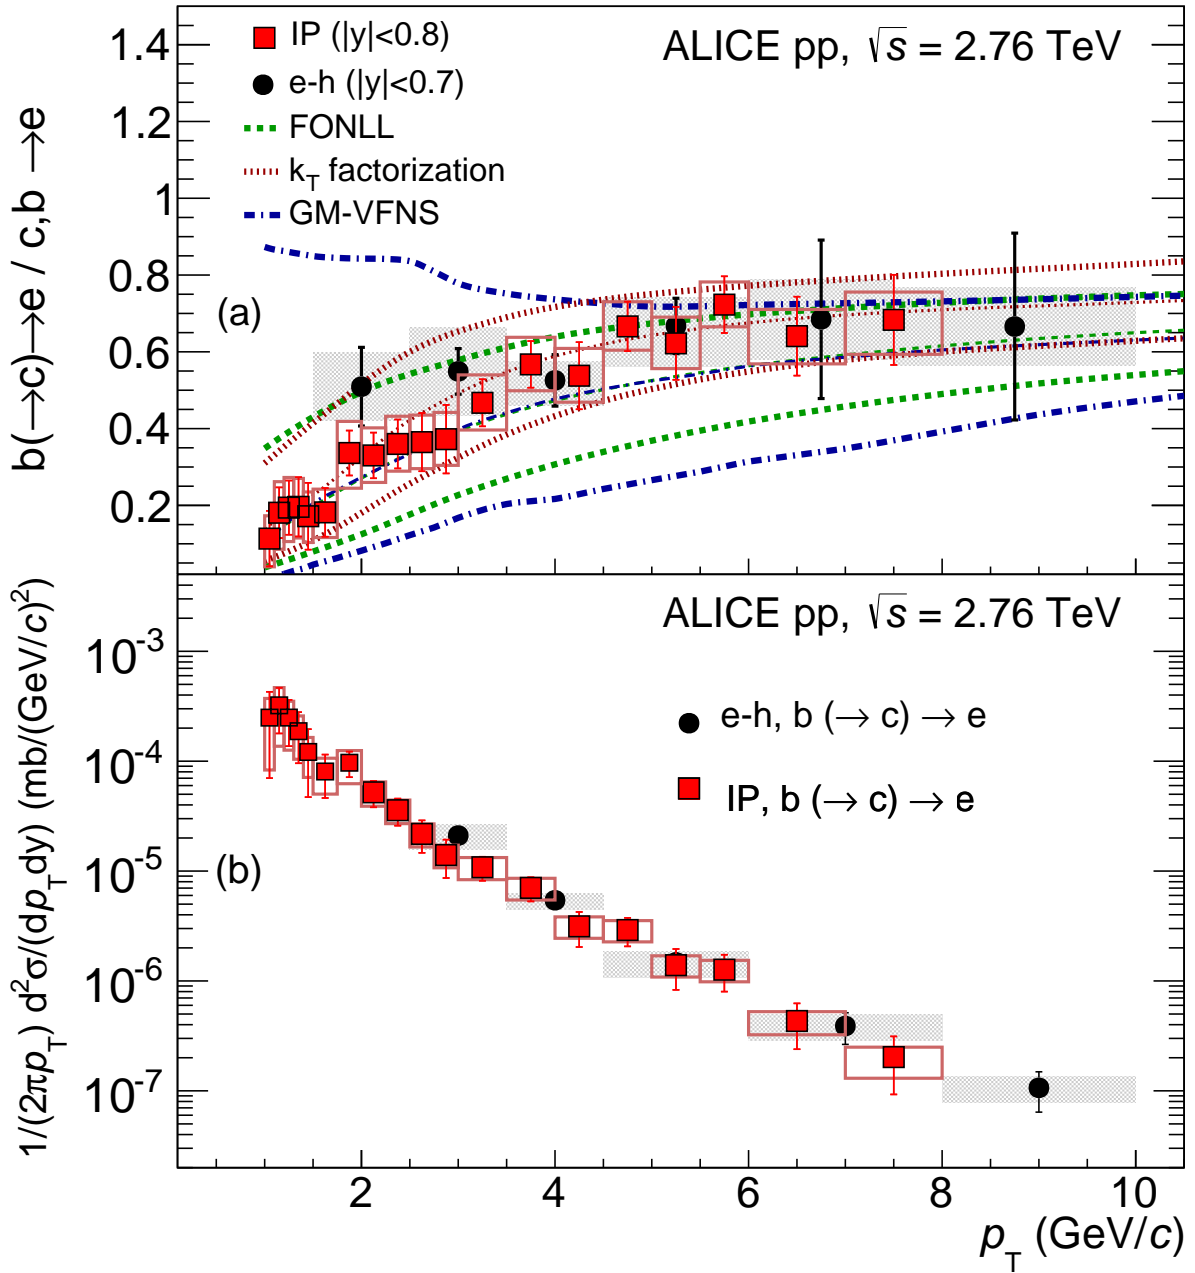 b(→c)→e / c,b →e
1.4
1.2
1
0.8
0.6
0.4
0.2
IP (|y|<0.8)
e-h (|y|<0.7)
FONLL
k_T factorization
GM-VFNS
ALICE pp, √s = 2.76 TeV
(a)
1/(2πp_T) d²σ/(dp_T dy) (mb/(GeV/c)²)
10⁻³
10⁻⁴
10⁻⁵
10⁻⁶
10⁻⁷
ALICE pp, √s = 2.76 TeV
e-h, b (→ c) → e
IP, b (→ c) → e
(b)
2 4 6 8 10
p_T (GeV/c)